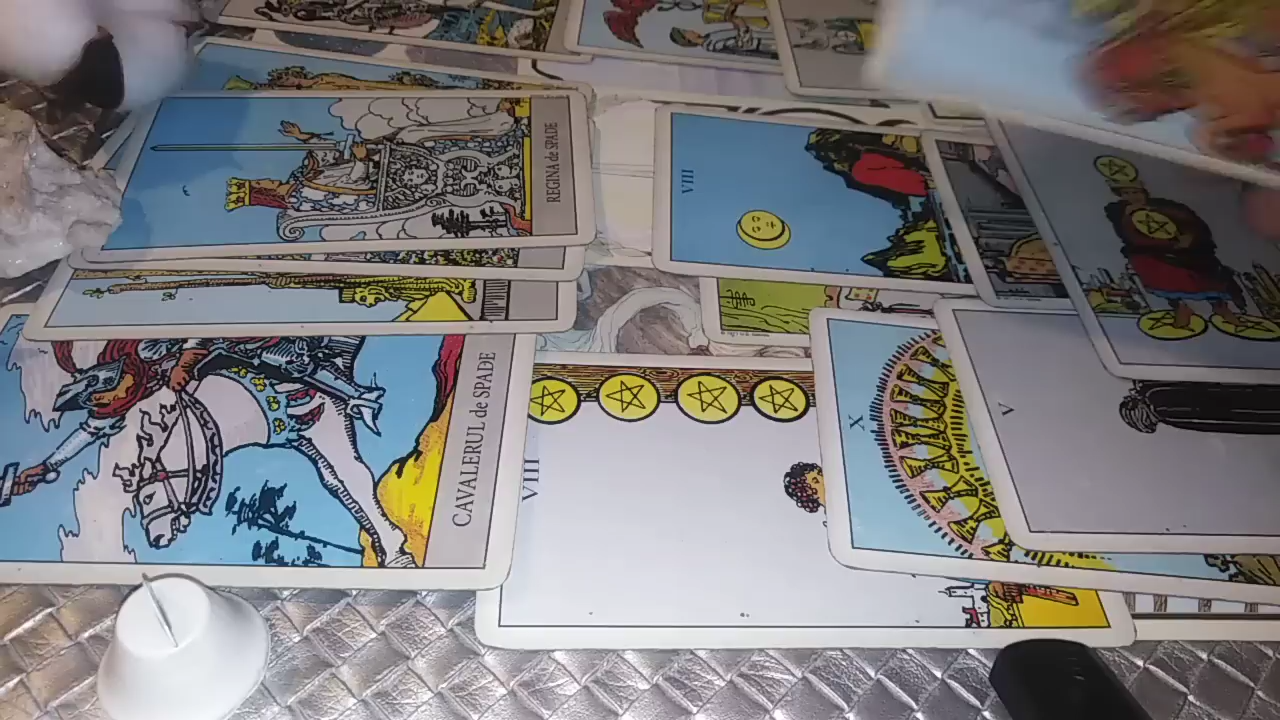 REGINA de SPADE
VIII
CAVALERUL de SPADE
VIII
X
V